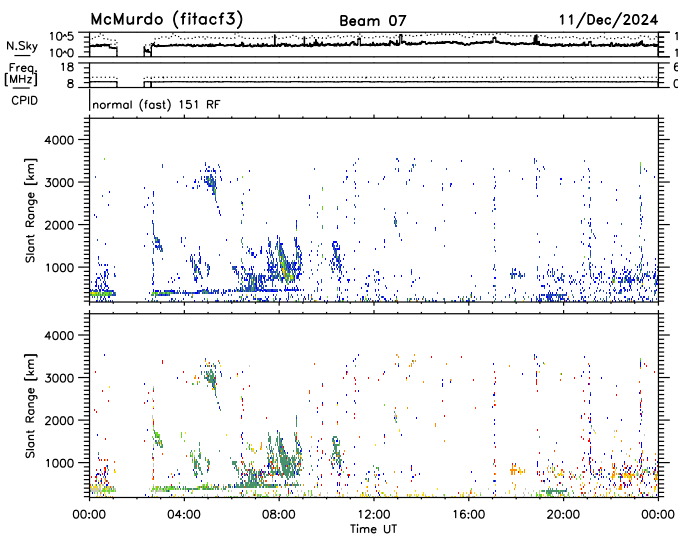 McMurdo (fitacf3) Beam 07 11/Dec/2024
N.Sky 10^5 10^0
Freq. [MHz] 18 8
CPID normal (fast) 151 RF
Slant Range [km] 4000 3000 2000 1000
Slant Range [km] 4000 3000 2000 1000
00:00 04:00 08:00 12:00 16:00 20:00 00:00
Time UT